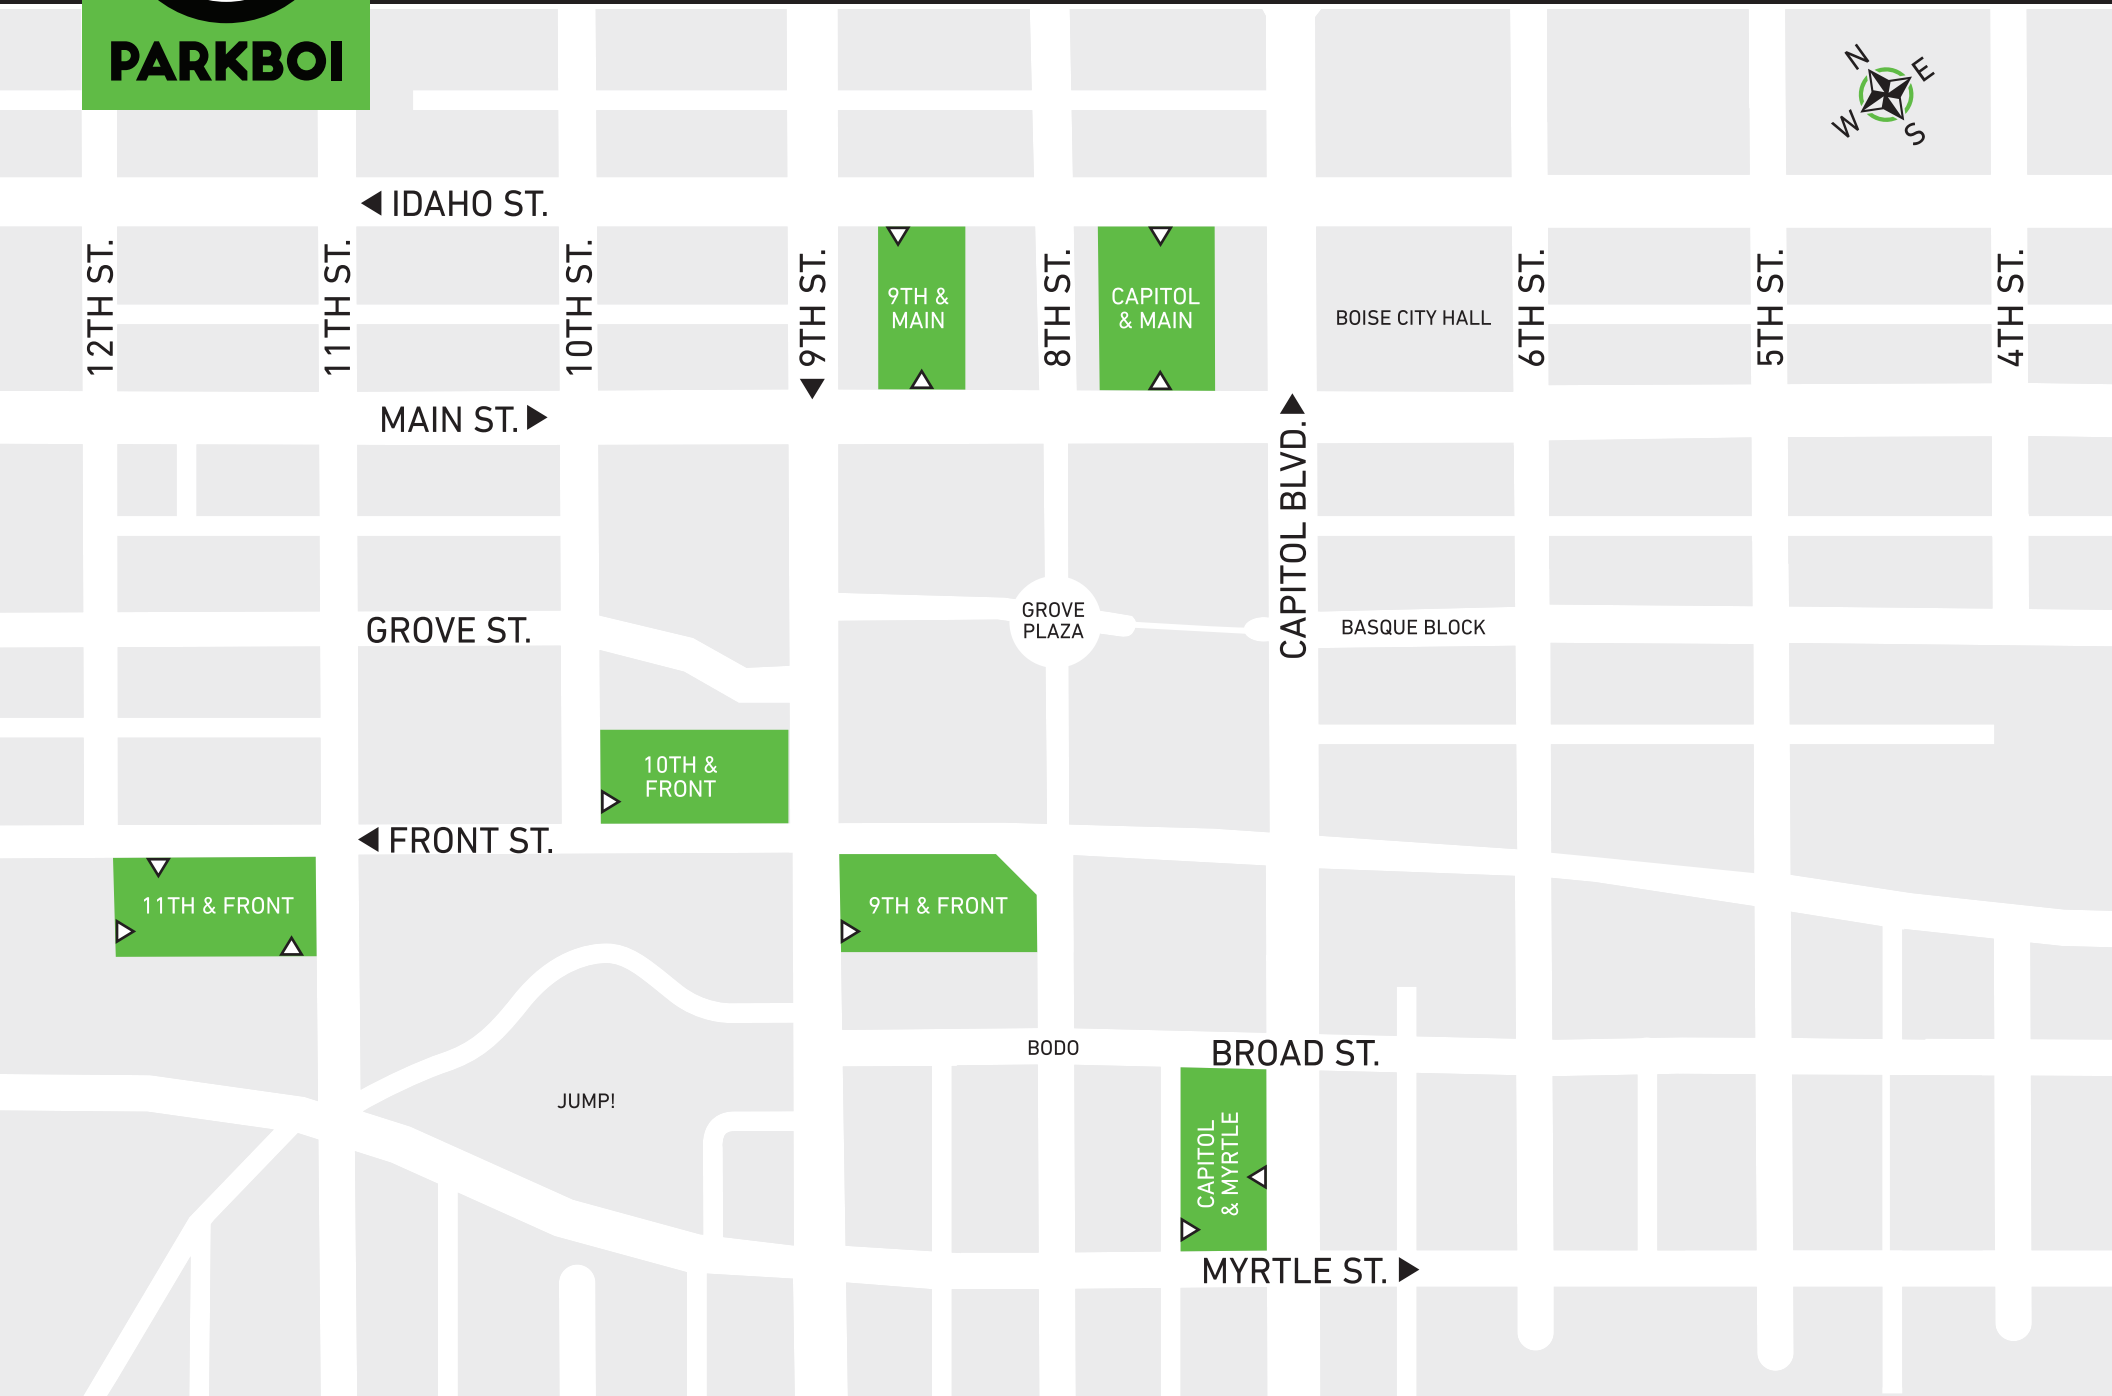 PARKBOI
N
E
W
S
IDAHO ST.
12TH ST.
11TH ST.
10TH ST.
9TH ST.
8TH ST.
6TH ST.
5TH ST.
4TH ST.
9TH &
MAIN
CAPITOL
& MAIN
BOISE CITY HALL
MAIN ST.
CAPITOL BLVD.
GROVE ST.
GROVE
PLAZA
BASQUE BLOCK
10TH &
FRONT
FRONT ST.
11TH & FRONT
9TH & FRONT
BODO
BROAD ST.
JUMP!
CAPITOL
& MYRTLE
MYRTLE ST.